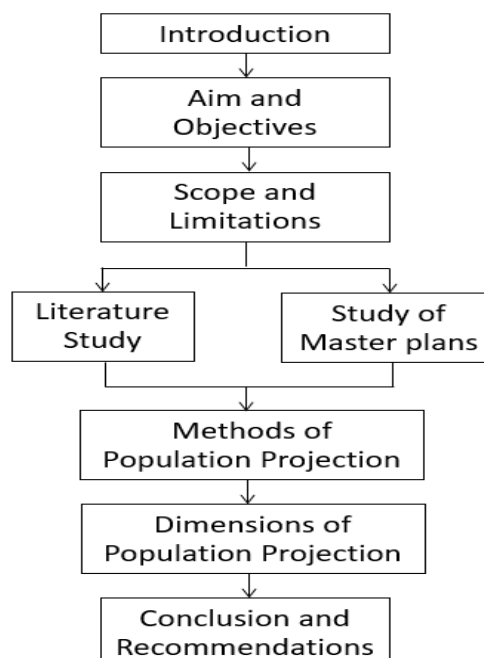 Introduction
Aim and
Objectives
Scope and
Limitations
Literature
Study
Study of
Master plans
Methods of
Population Projection
Dimensions of
Population Projection
Conclusion and
Recommendations